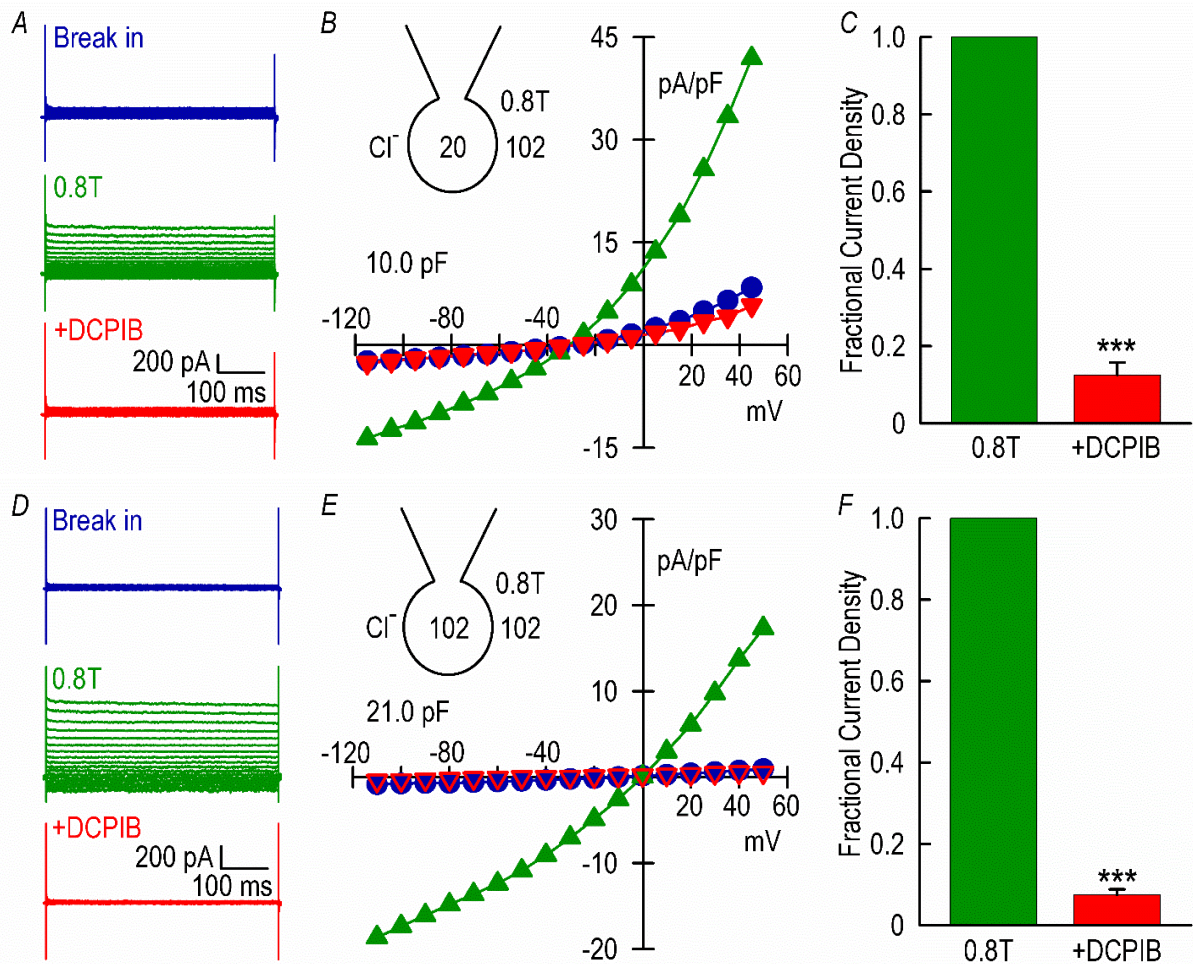 A
Break in
0.8T
+DCPIB
200 pA
100 ms
B
0.8T
Cl⁻ 20 102
10.0 pF
pA/pF
45
30
15
-15
-120 -80 -40 20 40 60
mV
C
Fractional Current Density
1.0
0.8
0.6
0.4
0.2
0
***
0.8T +DCPIB
D
Break in
0.8T
+DCPIB
200 pA
100 ms
E
0.8T
Cl⁻ 102 102
21.0 pF
pA/pF
30
20
10
-10
-20
-120 -80 -40 20 40 60
mV
F
Fractional Current Density
1.0
0.8
0.6
0.4
0.2
0
***
0.8T +DCPIB